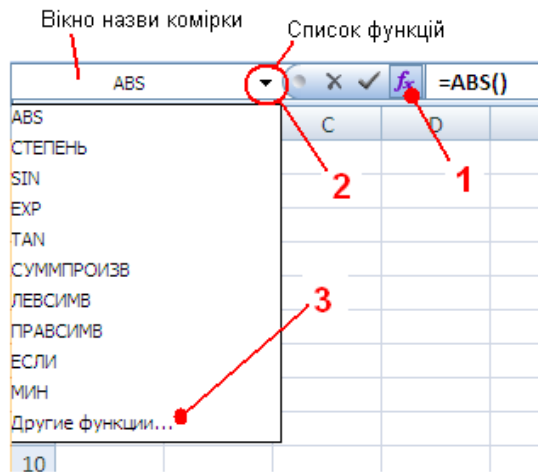 Вікно назви комірки
Список функцій
ABS
fx =ABS()
C D
ABS
СТЕПЕНЬ
SIN
EXP
TAN
СУММПРОИЗВ
ЛЕВСИМВ
ПРАВСИМВ
ЕСЛИ
МИН
Другие функции...
1
2
3
10